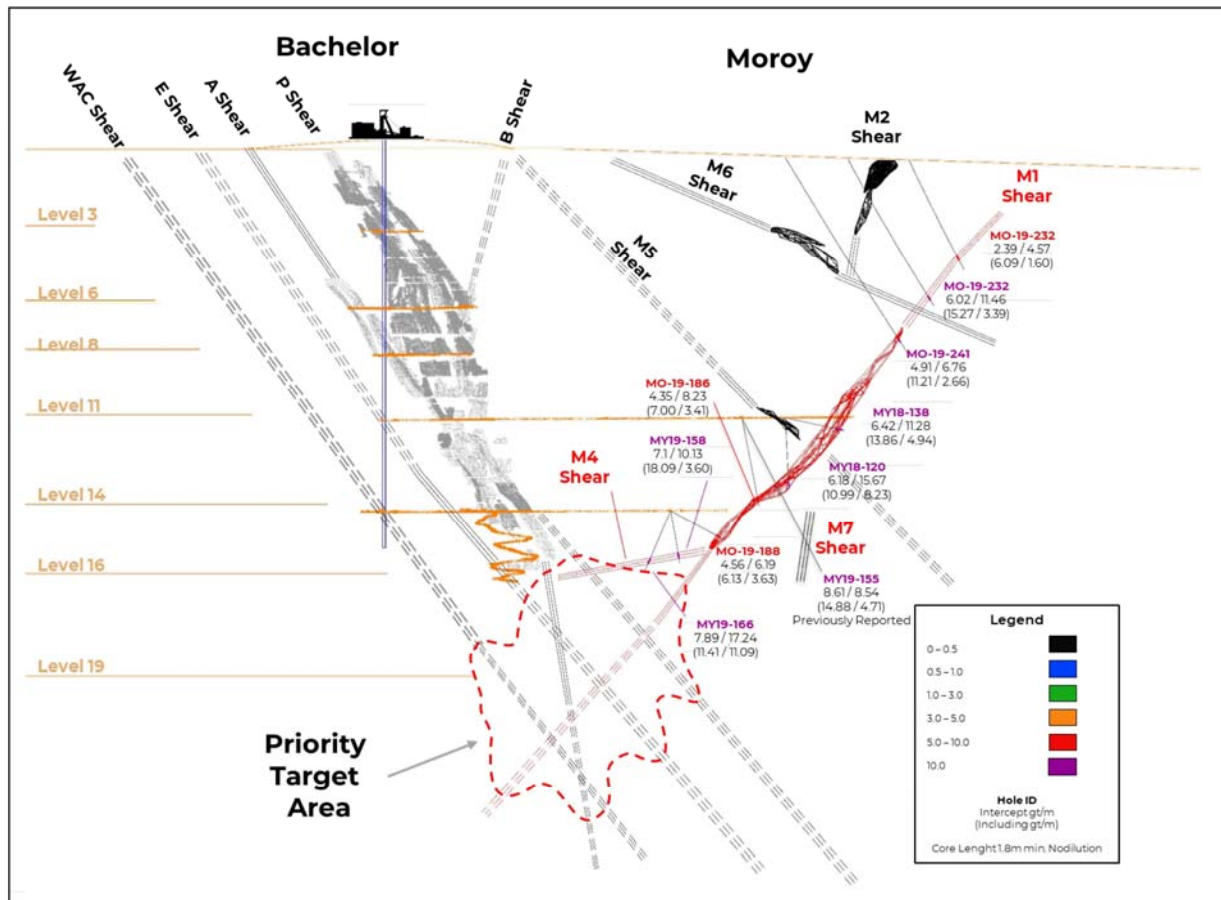 Bachelor
Moroy
WAC Shear
E Shear
A Shear
P Shear
B Shear
M6
Shear
M2
Shear
M1
Shear
M5
Shear
Level 3
Level 6
Level 8
Level 11
Level 14
Level 16
Level 19
MO-19-232
2.39 / 4.57
(6.09 / 1.60)
MO-19-232
6.02 / 11.46
(15.27 / 3.39)
MO-19-241
4.91 / 6.76
(11.21 / 2.66)
MO-19-186
4.35 / 8.23
(7.00 / 3.41)
MY18-138
6.42 / 11.28
(13.86 / 4.94)
MY19-158
7.1 / 10.13
(18.09 / 3.60)
M4
Shear
MY18-120
6.18 / 15.67
(10.99 / 8.23)
M7
Shear
MO-19-188
4.56 / 6.19
(6.13 / 3.63)
MY19-155
8.61 / 8.54
(14.88 / 4.71)
Previously Reported
MY19-166
7.89 / 17.24
(11.41 / 11.09)
Priority
Target
Area
Legend
0 – 0.5
0.5 – 1.0
1.0 – 3.0
3.0 – 5.0
5.0 – 10.0
10.0
Hole ID
Intercept gt/m
(Including gt/m)
Core Lenght 1.8m min. Nodilution